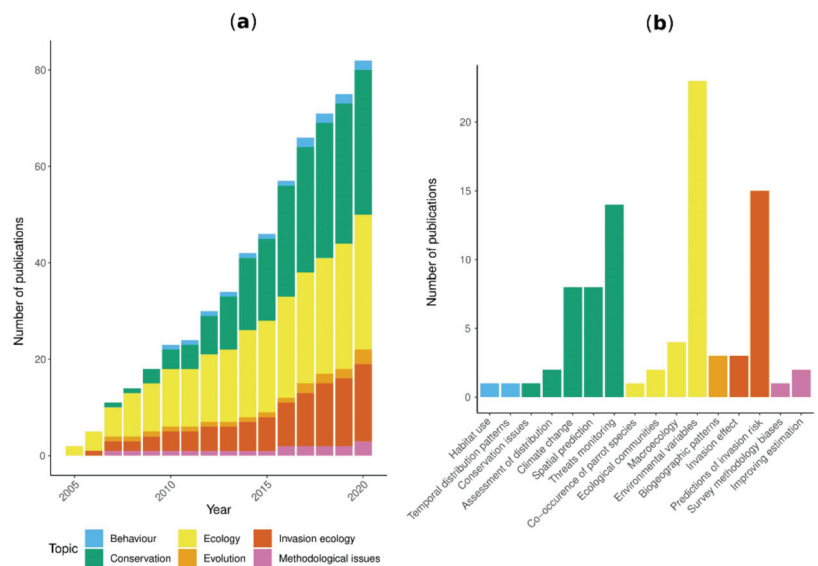 (a)
Number of publications
80
60
40
20
0
2005
2010
2015
2020
Year
Topic
Behaviour
Ecology
Invasion ecology
Conservation
Evolution
Methodological issues
(b)
Number of publications
20
15
10
5
0
Habitat use
Temporal distribution patterns
Conservation issues
Assessment of distribution
Climate change
Spatial prediction
Threats monitoring
Co-occurence of parrot species
Ecological communities
Macroecology
Environmental variables
Biogeographic patterns
Invasion effect
Predictions of invasion risk
Survey methodology biases
Improving estimation